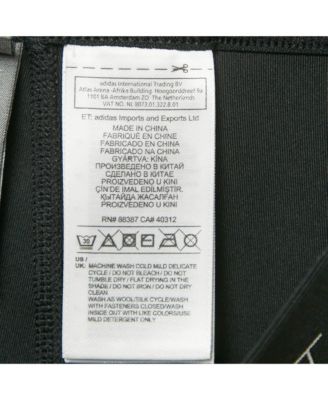 adidas International Trading BV
Atlas Arena -Afrika Building. Hoogoorddreef
1101 BA Amsterdam ZO The Netherlands
VAT NO. NL 8073.01.322.B.01
ET: adidas Imports and Exports Ltd
MADE IN CHINA
FABRIQUÉ EN CHINE
FABRICADO EN CHINA
FABRICADO NA CHINA
GYÁRTVA: KÍNA
ПРОИЗВЕДЕНО В КИТАЙ
СДЕЛАНО В КИТАЕ
ÇİN'DE İMAL EDİLMİŞTİR.
PROIZVEDENO U KINI
ҚЫТАЙДА ЖАСАЛҒАН
PROIZVEDENO U KINI
RN# 88387 CA# 40312
30
US /
UK: MACHINE WASH COLD MILD DELICATE
CYCLE / DO NOT BLEACH / DO NOT
TUMBLE DRY / FLAT DRYING IN THE
SHADE / DO NOT IRON / DO NOT DRY
CLEAN
WASH AS WOOL/SILK CYCLE/WASH
WITH FASTENERS CLOSED/WASH
INSIDE OUT WITH LIKE COLORS/USE
MILD DETERGENT ONLY